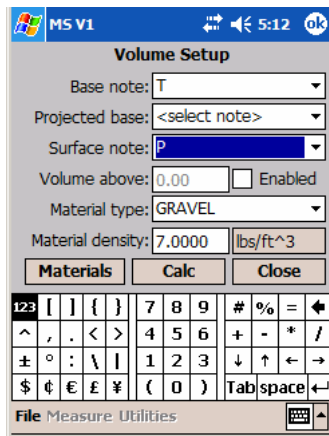 MS V1 5:12 ok
Volume Setup
Base note: T
Projected base: <select note>
Surface note: P
Volume above: 0.00 Enabled
Material type: GRAVEL
Material density: 7.0000 lbs/ft^3
Materials Calc Close
123 [ ] { } 7 8 9 # % = ←
^ , . < > 4 5 6 + - * /
± ° : \ | 1 2 3 ↓ ↑ ← →
$ ¢ € £ ¥ ( 0 ) Tab space ↵
File Measure Utilities